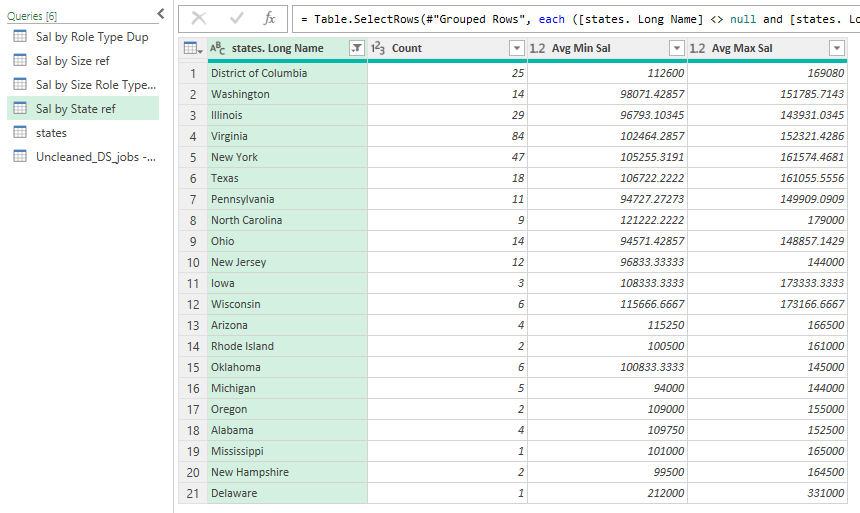 Queries [6]
Sal by Role Type Dup
Sal by Size ref
Sal by Size Role Type...
Sal by State ref
states
Uncleaned_DS_jobs -...
fx = Table.SelectRows(#"Grouped Rows", each ([states. Long Name] <> null and [states. Lo
ABC states. Long Name 123 Count 1.2 Avg Min Sal 1.2 Avg Max Sal
1 District of Columbia 25 112600 169080
2 Washington 14 98071.42857 151785.7143
3 Illinois 29 96793.10345 143931.0345
4 Virginia 84 102464.2857 152321.4286
5 New York 47 105255.3191 161574.4681
6 Texas 18 106722.2222 161055.5556
7 Pennsylvania 11 94727.27273 149909.0909
8 North Carolina 9 121222.2222 179000
9 Ohio 14 94571.42857 148857.1429
10 New Jersey 12 96833.33333 144000
11 Iowa 3 108333.3333 173333.3333
12 Wisconsin 6 115666.6667 173166.6667
13 Arizona 4 115250 166500
14 Rhode Island 2 100500 161000
15 Oklahoma 6 100833.3333 145000
16 Michigan 5 94000 144000
17 Oregon 2 109000 155000
18 Alabama 4 109750 152500
19 Mississippi 1 101000 165000
20 New Hampshire 2 99500 164500
21 Delaware 1 212000 331000